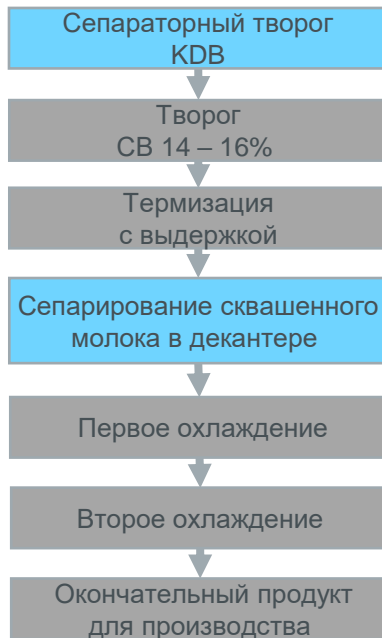 Сепараторный творог
KDB
Творог
СВ 14 – 16%
Термизация
с выдержкой
Сепарирование сквашенного
молока в декантере
Первое охлаждение
Второе охлаждение
Окончательный продукт
для производства